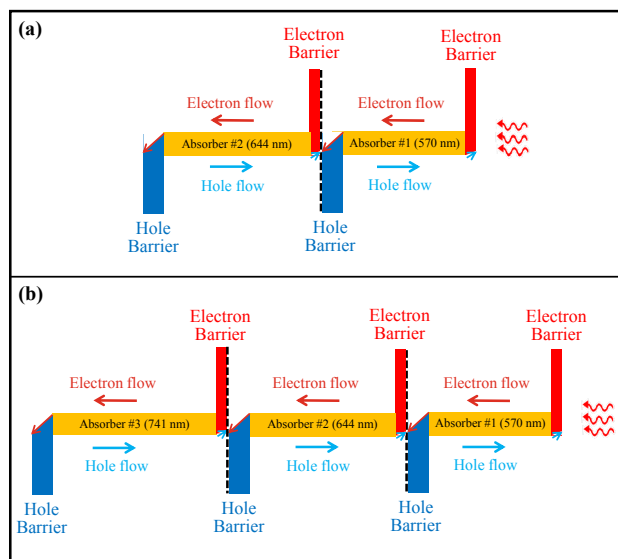 (a)
Electron
Barrier
Electron
Barrier
Electron flow
Electron flow
Absorber #2 (644 nm)
Absorber #1 (570 nm)
Hole flow
Hole flow
Hole
Barrier
Hole
Barrier
(b)
Electron
Barrier
Electron
Barrier
Electron
Barrier
Electron flow
Electron flow
Electron flow
Absorber #3 (741 nm)
Absorber #2 (644 nm)
Absorber #1 (570 nm)
Hole flow
Hole flow
Hole flow
Hole
Barrier
Hole
Barrier
Hole
Barrier